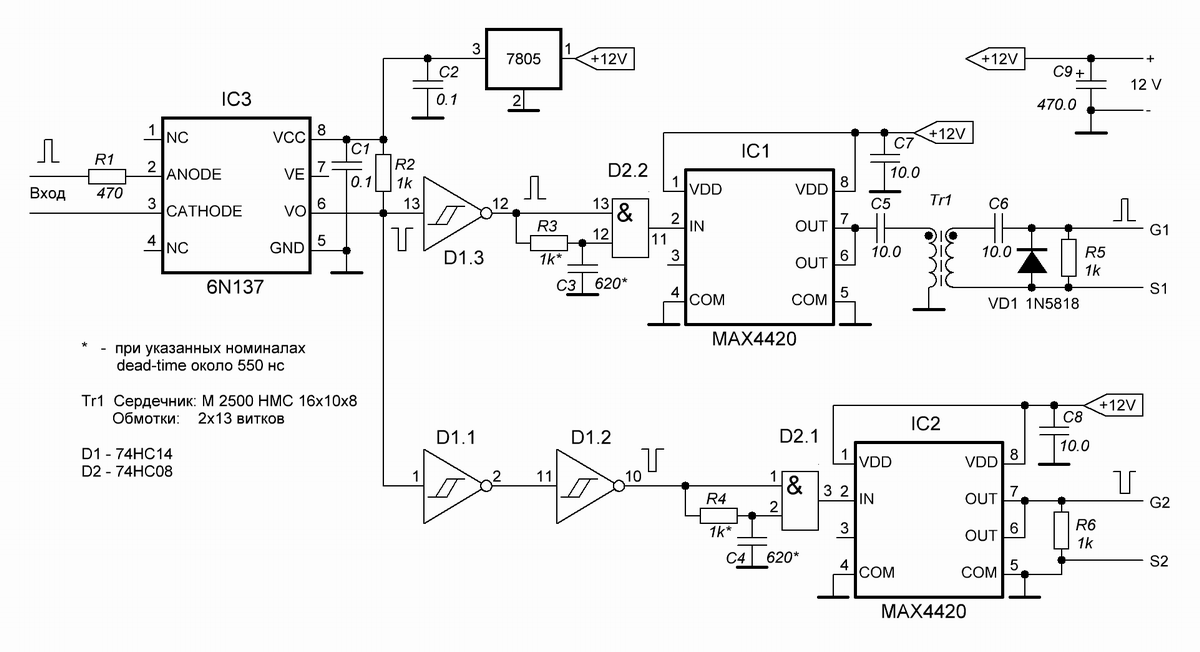 3
7805
1
+12V
2
C2
0.1
+12V
C9
+
+
12 V
-
470.0
IC3
1
NC
VCC
8
2
ANODE
VE
7
3
CATHODE
VO
6
4
NC
GND
5
6N137
R1
470
Вход
C1
0.1
R2
1k
13
12
D1.3
R3
1k*
C3
620*
D2.2
13
&
12
11
IC1
1
VDD
VDD
8
2
IN
OUT
7
3
OUT
6
4
COM
COM
5
MAX4420
+12V
C7
10.0
C5
10.0
Tr1
C6
10.0
R5
1k
VD1 1N5818
G1
S1
* - при указанных номиналах
dead-time около 550 нс
Tr1 Сердечник: М 2500 НМС 16x10x8
Обмотки: 2x13 витков
D1 - 74HC14
D2 - 74HC08
D1.1
1
2
D1.2
11
10
R4
1k*
C4
620*
D2.1
1
&
2
3
IC2
1
VDD
VDD
8
2
IN
OUT
7
3
OUT
6
4
COM
COM
5
MAX4420
+12V
C8
10.0
R6
1k
G2
S2